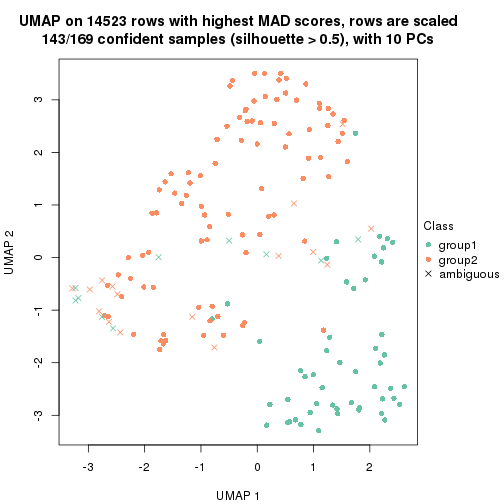 UMAP on 14523 rows with highest MAD scores, rows are scaled
143/169 confident samples (silhouette > 0.5), with 10 PCs
3
2
1
0
-1
-2
-3
UMAP 2
-3 -2 -1 0 1 2
UMAP 1
Class
group1
group2
ambiguous